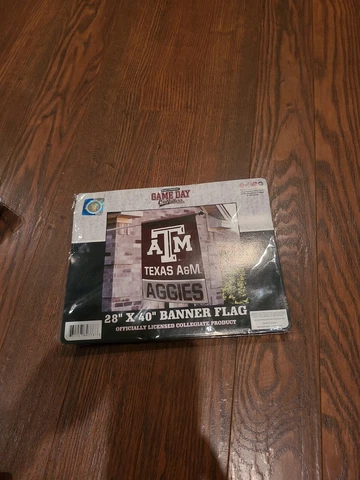 GAME DAY
ATM
TEXAS A&M
AGGIES
28" X 40" BANNER FLAG
OFFICIALLY LICENSED COLLEGIATE PRODUCT